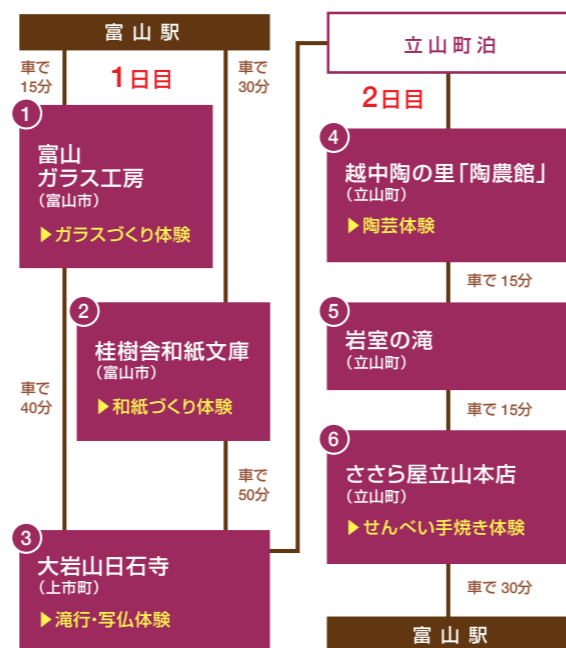 富山駅
車で
15分
1日目
車で
30分
1
富山
ガラス工房
（富山市）
▶ガラスづくり体験
2
桂樹舎和紙文庫
（富山市）
▶和紙づくり体験
車で
40分
車で
50分
3
大岩山日石寺
（上市町）
▶滝行・写仏体験
立山町泊
2日目
4
越中陶の里「陶農館」
（立山町）
▶陶芸体験
車で 15分
5
岩室の滝
（立山町）
車で 15分
6
ささら屋立山本店
（立山町）
▶せんべい手焼き体験
車で 30分
富山駅